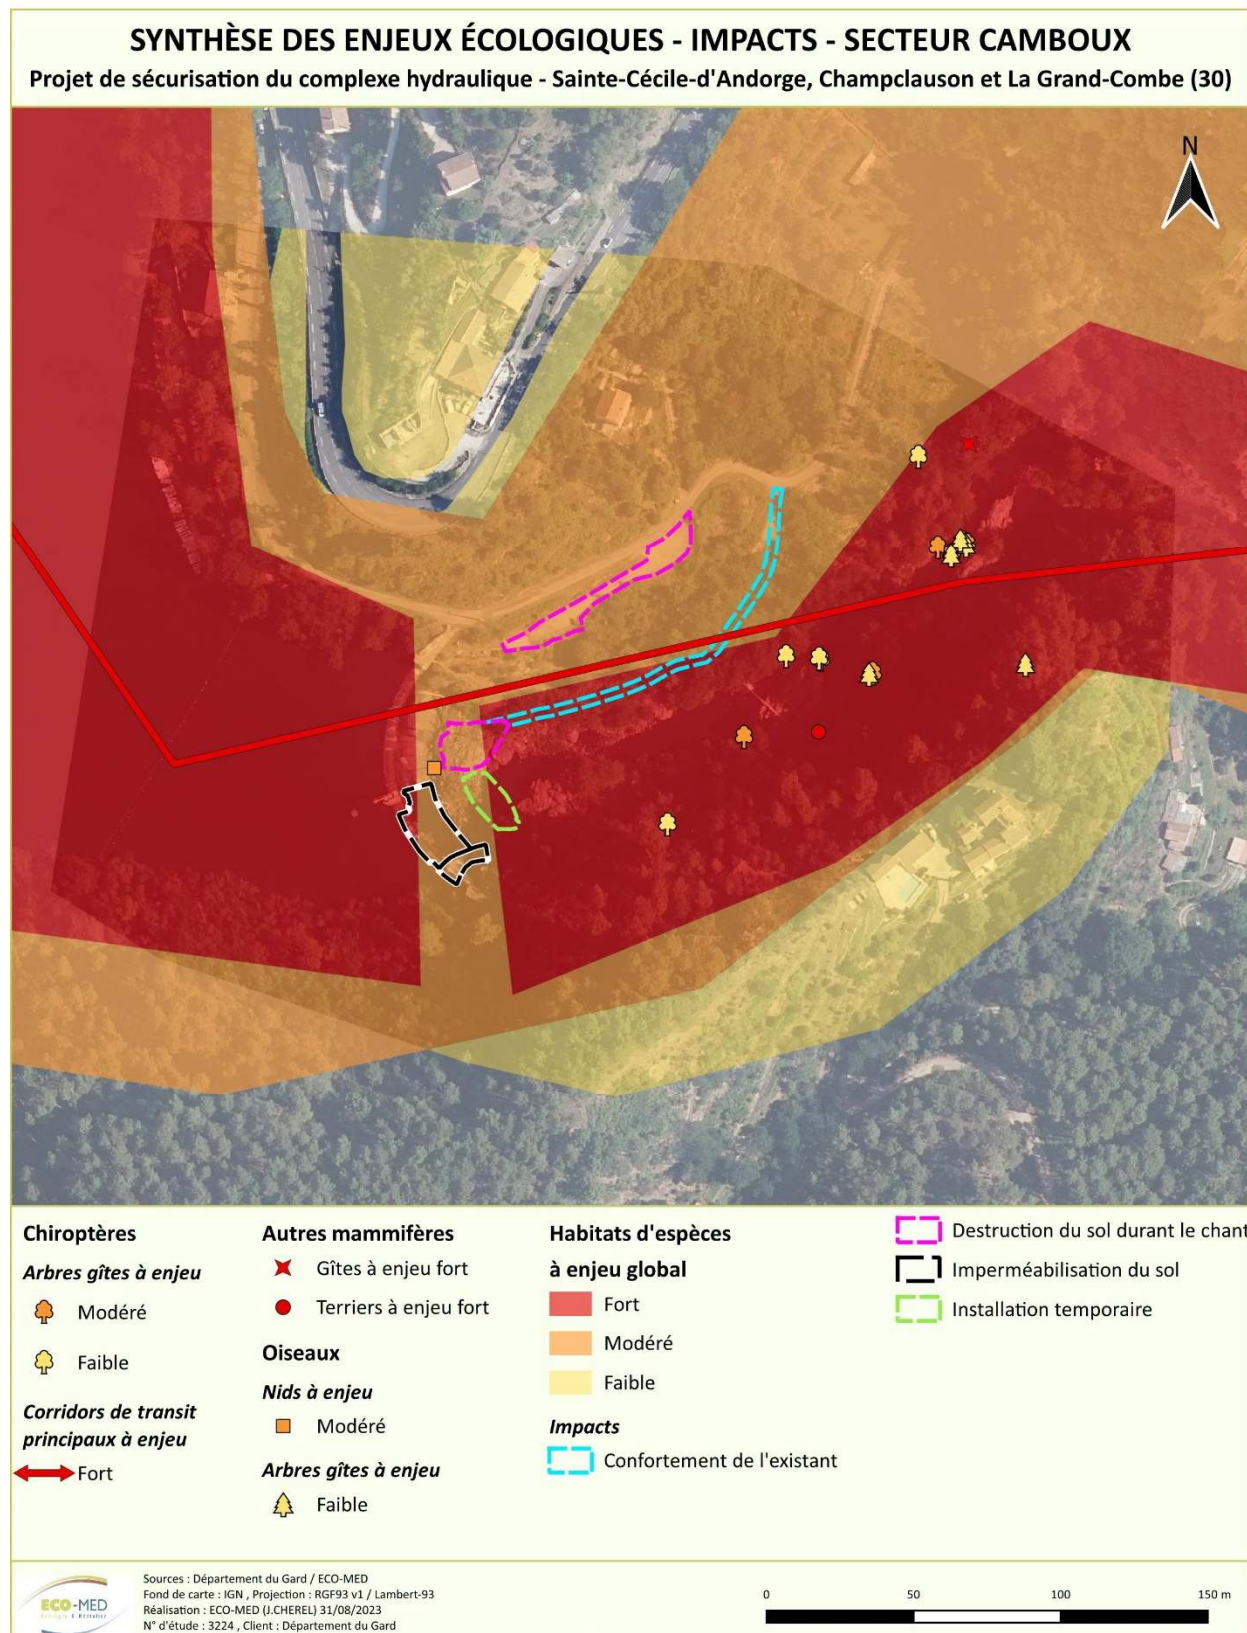 SYNTHÈSE DES ENJEUX ÉCOLOGIQUES - IMPACTS - SECTEUR CAMBOUX
Projet de sécurisation du complexe hydraulique - Sainte-Cécile-d'Andorge, Champclauson et La Grand-Combe (30)
N
Chiroptères
Arbres gîtes à enjeu
Modéré
Faible
Corridors de transit
principaux à enjeu
Fort
Autres mammifères
Gîtes à enjeu fort
Terriers à enjeu fort
Oiseaux
Nids à enjeu
Modéré
Arbres gîtes à enjeu
Faible
Habitats d'espèces
à enjeu global
Fort
Modéré
Faible
Impacts
Confortement de l'existant
Destruction du sol durant le chant
Imperméabilisation du sol
Installation temporaire
ECO-MED
Sources : Département du Gard / ECO-MED
Fond de carte : IGN , Projection : RGF93 v1 / Lambert-93
Réalisation : ECO-MED (J.CHEREL) 31/08/2023
N° d'étude : 3224 , Client : Département du Gard
0 50 100 150 m